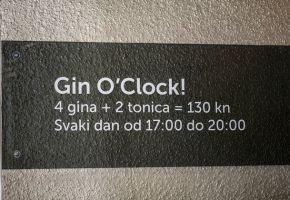 Gin O’Clock!
4 gina + 2 tonica = 130 kn
Svaki dan od 17:00 do 20:00